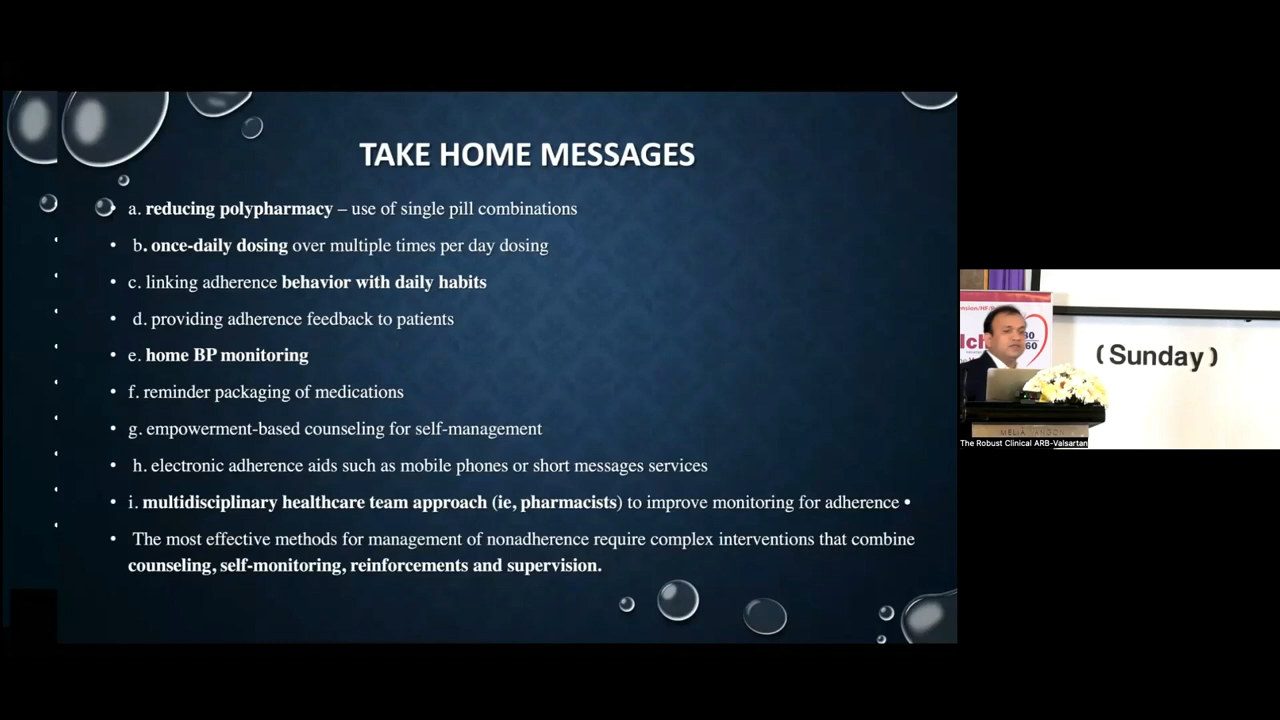 TAKE HOME MESSAGES
• a. reducing polypharmacy – use of single pill combinations
• b. once-daily dosing over multiple times per day dosing
• c. linking adherence behavior with daily habits
• d. providing adherence feedback to patients
• e. home BP monitoring
• f. reminder packaging of medications
• g. empowerment-based counseling for self-management
• h. electronic adherence aids such as mobile phones or short messages services
• i. multidisciplinary healthcare team approach (ie, pharmacists) to improve monitoring for adherence •
• The most effective methods for management of nonadherence require complex interventions that combine
counseling, self-monitoring, reinforcements and supervision.
(Sunday)
60
The Robust Clinical ARB-Valsartan